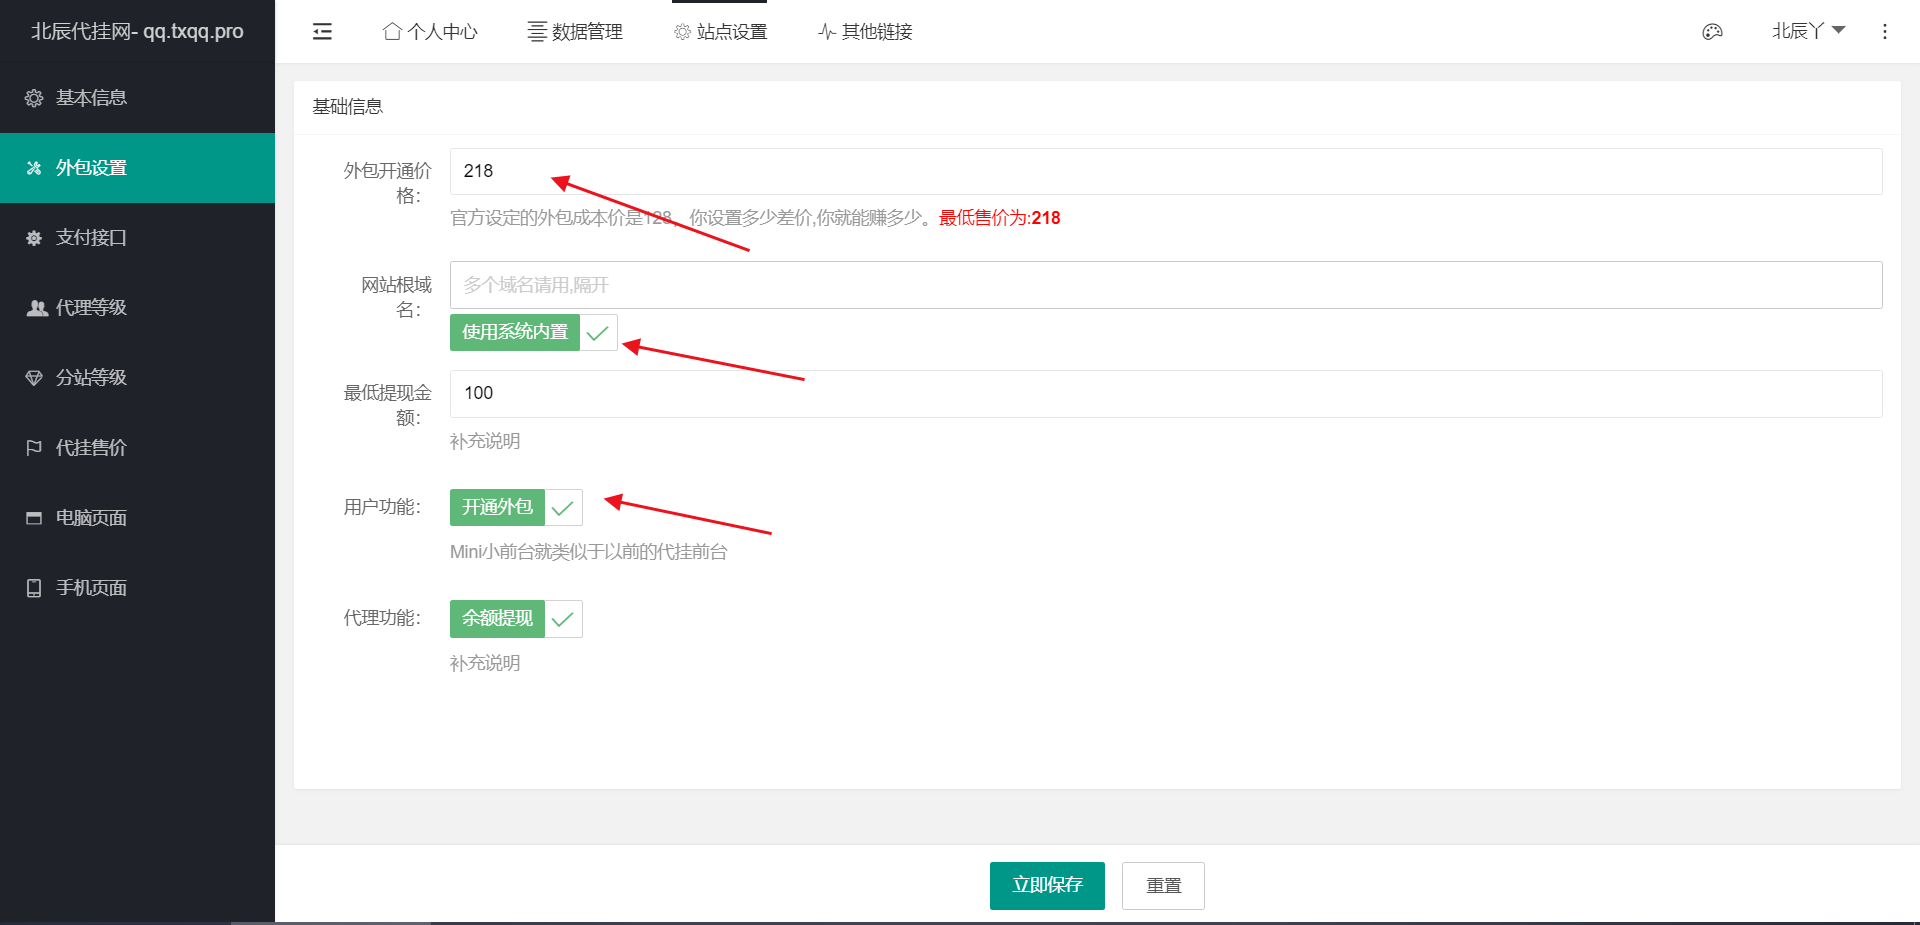 北辰代挂网- qq.txqq.pro
个人中心
数据管理
站点设置
其他链接
北辰丫
基本信息
外包设置
支付接口
代理等级
分站等级
代挂售价
电脑页面
手机页面
基础信息
外包开通价
格：
218
官方设定的外包成本价是128，你设置多少差价,你就能赚多少。最低售价为:218
网站根域
名：
多个域名请用,隔开
使用系统内置
最低提现金
额：
100
补充说明
用户功能：
开通外包
Mini小前台就类似于以前的代挂前台
代理功能：
余额提现
补充说明
立即保存
重置